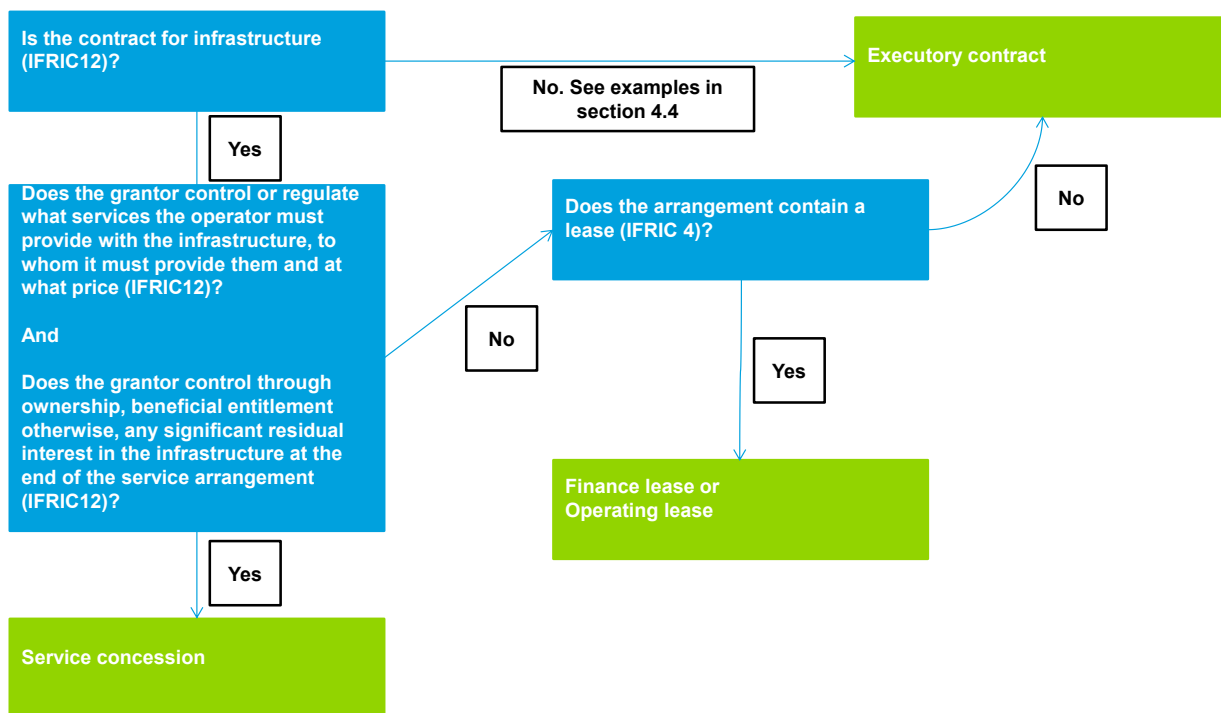 Is the contract for infrastructure
(IFRIC12)?
Executory contract
No. See examples in
section 4.4
Yes
Does the grantor control or regulate
what services the operator must
provide with the infrastructure, to
whom it must provide them and at
what price (IFRIC12)?
And
Does the grantor control through
ownership, beneficial entitlement
otherwise, any significant residual
interest in the infrastructure at the
end of the service arrangement
(IFRIC12)?
Does the arrangement contain a
lease (IFRIC 4)?
No
No
Yes
Finance lease or
Operating lease
Yes
Service concession